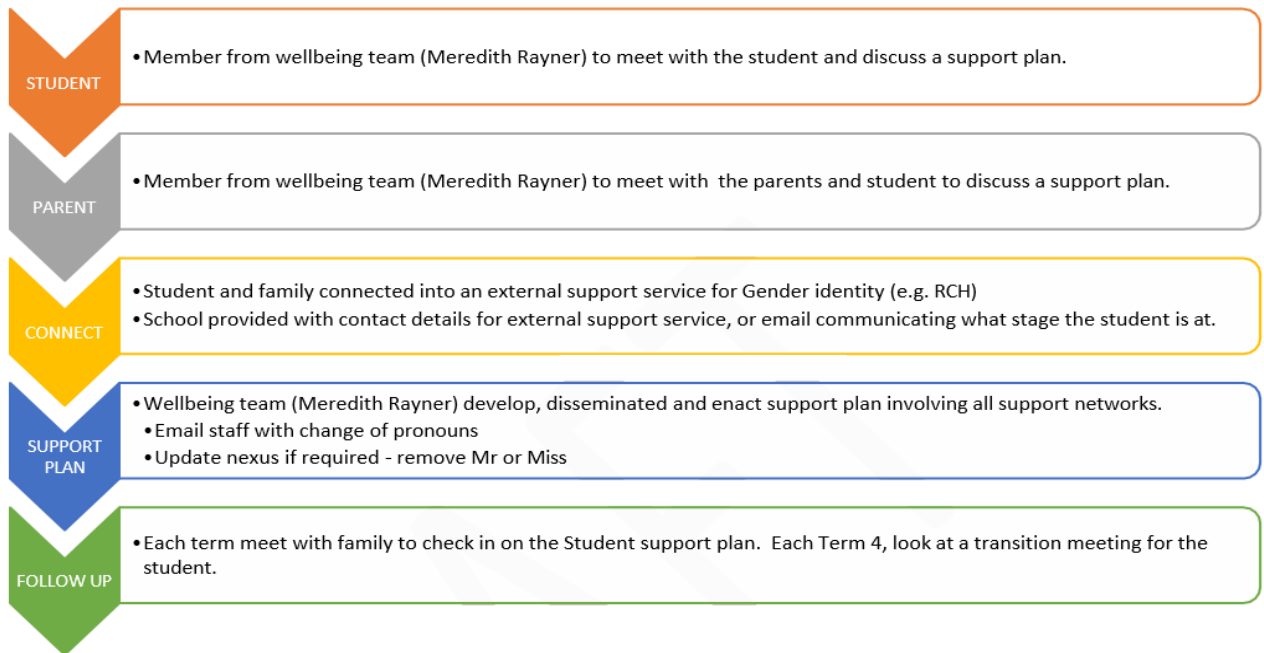 STUDENT
•Member from wellbeing team (Meredith Rayner) to meet with the student and discuss a support plan.
PARENT
•Member from wellbeing team (Meredith Rayner) to meet with the parents and student to discuss a support plan.
CONNECT
•Student and family connected into an external support service for Gender identity (e.g. RCH)
•School provided with contact details for external support service, or email communicating what stage the student is at.
SUPPORT
PLAN
•Wellbeing team (Meredith Rayner) develop, disseminated and enact support plan involving all support networks.
•Email staff with change of pronouns
•Update nexus if required - remove Mr or Miss
FOLLOW UP
•Each term meet with family to check in on the Student support plan. Each Term 4, look at a transition meeting for the
student.